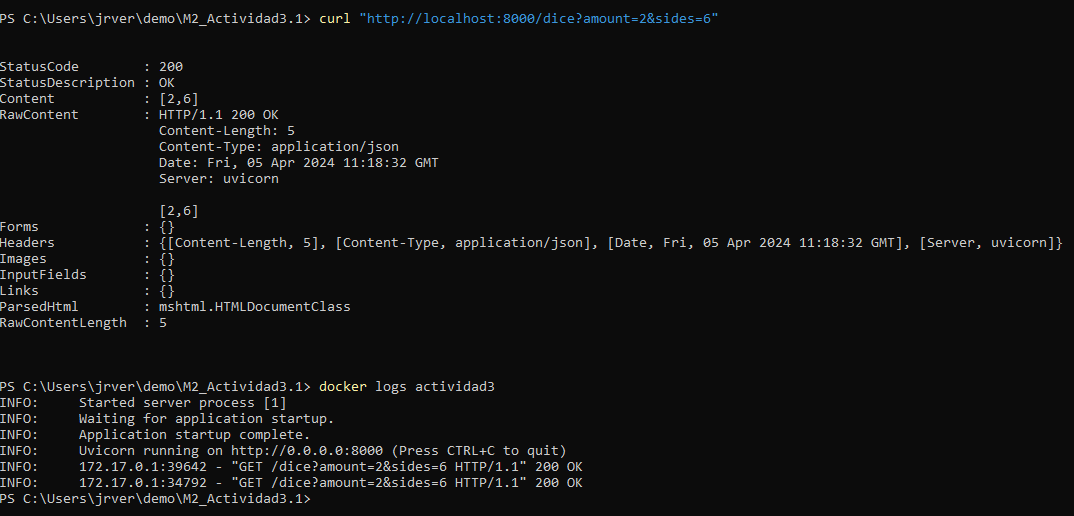 PS C:\Users\jrver\demo\M2_Actividad3.1> curl "http://localhost:8000/dice?amount=2&sides=6"
StatusCode        : 200
StatusDescription : OK
Content           : [2,6]
RawContent        : HTTP/1.1 200 OK
                    Content-Length: 5
                    Content-Type: application/json
                    Date: Fri, 05 Apr 2024 11:18:32 GMT
                    Server: uvicorn
                    [2,6]
Forms             : {}
Headers           : {[Content-Length, 5], [Content-Type, application/json], [Date, Fri, 05 Apr 2024 11:18:32 GMT], [Server, uvicorn]}
Images            : {}
InputFields       : {}
Links             : {}
ParsedHtml        : mshtml.HTMLDocumentClass
RawContentLength  : 5
PS C:\Users\jrver\demo\M2_Actividad3.1> docker logs actividad3
INFO:     Started server process [1]
INFO:     Waiting for application startup.
INFO:     Application startup complete.
INFO:     Uvicorn running on http://0.0.0.0:8000 (Press CTRL+C to quit)
INFO:     172.17.0.1:39642 - "GET /dice?amount=2&sides=6 HTTP/1.1" 200 OK
INFO:     172.17.0.1:34792 - "GET /dice?amount=2&sides=6 HTTP/1.1" 200 OK
PS C:\Users\jrver\demo\M2_Actividad3.1>